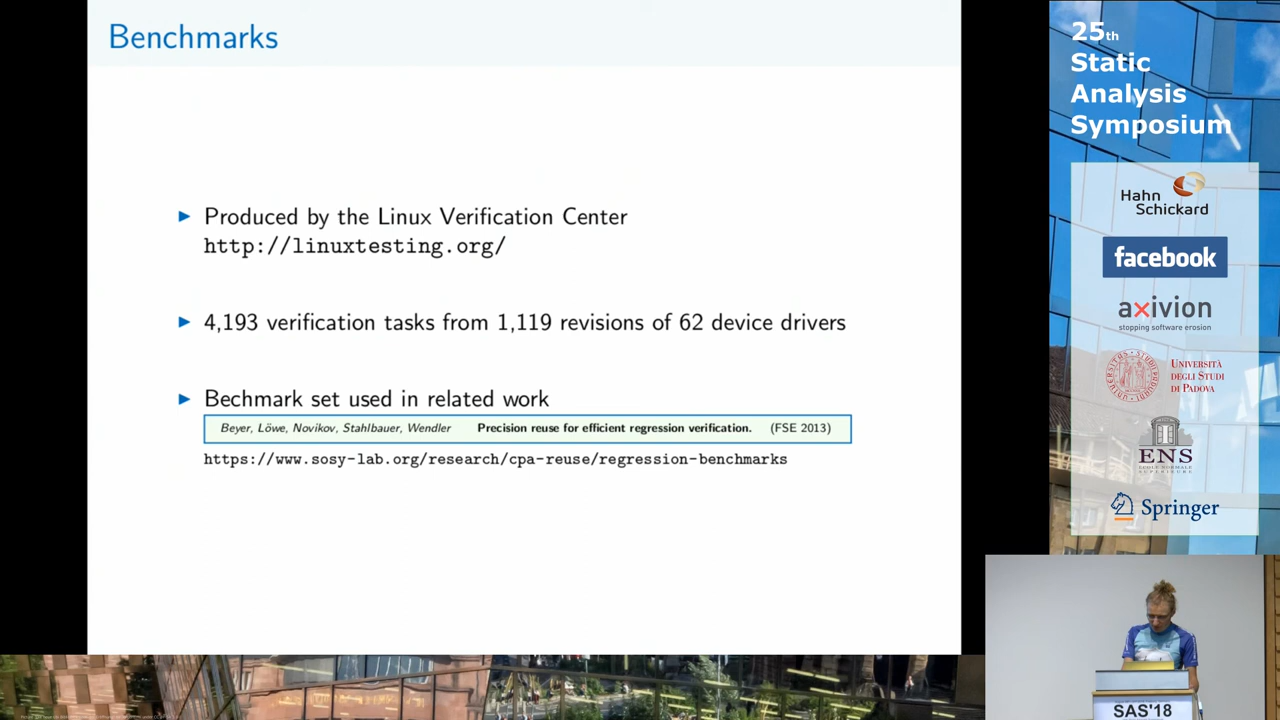 Benchmarks
Produced by the Linux Verification Center
http://linuxtesting.org/
4,193 verification tasks from 1,119 revisions of 62 device drivers
Bechmark set used in related work
Beyer, Löwe, Novikov, Stahlbauer, Wendler Precision reuse for efficient regression verification. (FSE 2013)
https://www.sosy-lab.org/research/cpa-reuse/regression-benchmarks
25th
Static
Analysis
Symposium
Hahn
Schickard
facebook
axivion
stopping software erosion
UNIVERSITÀ
DEGLI STUDI
DI PADOVA
ENS
ÉCOLE NORMALE
SUPÉRIEURE
Springer
SAS'18